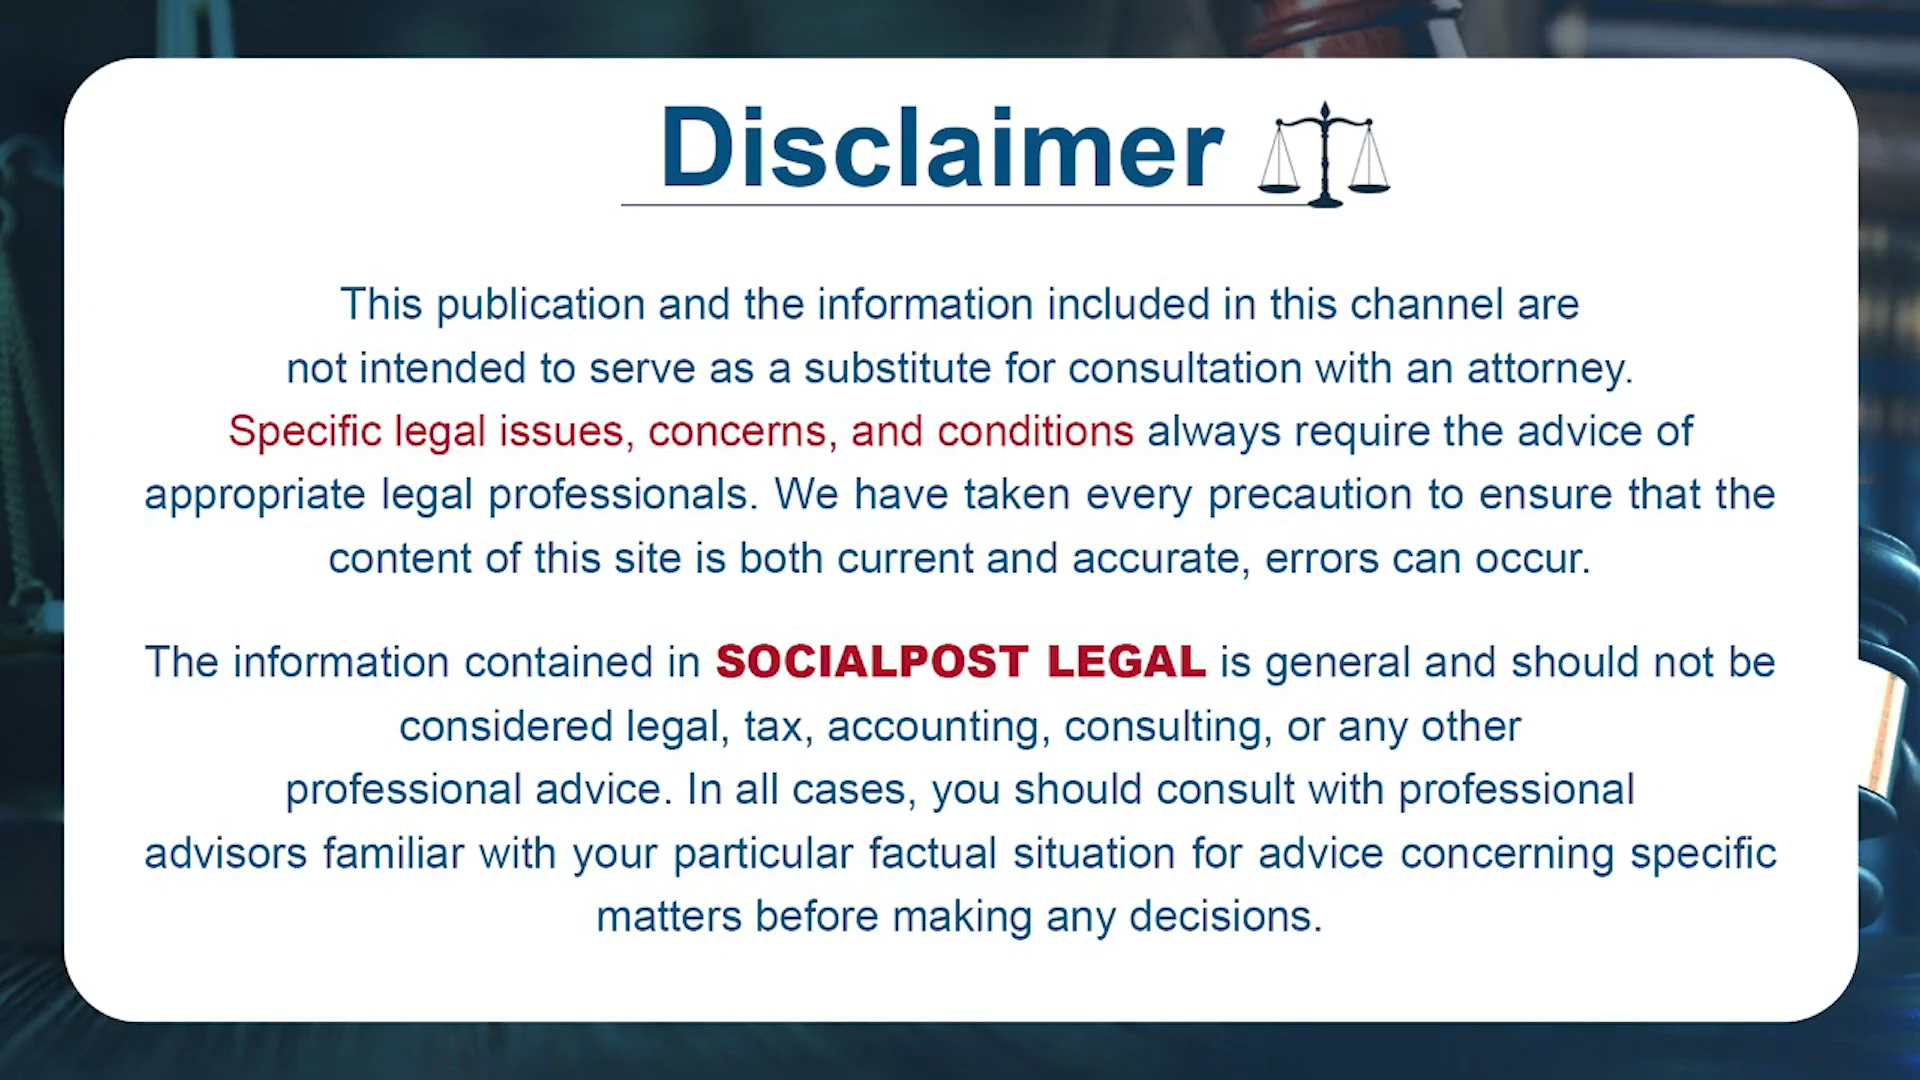 Disclaimer
This publication and the information included in this channel are
not intended to serve as a substitute for consultation with an attorney.
Specific legal issues, concerns, and conditions always require the advice of
appropriate legal professionals. We have taken every precaution to ensure that the
content of this site is both current and accurate, errors can occur.
The information contained in SOCIALPOST LEGAL is general and should not be
considered legal, tax, accounting, consulting, or any other
professional advice. In all cases, you should consult with professional
advisors familiar with your particular factual situation for advice concerning specific
matters before making any decisions.